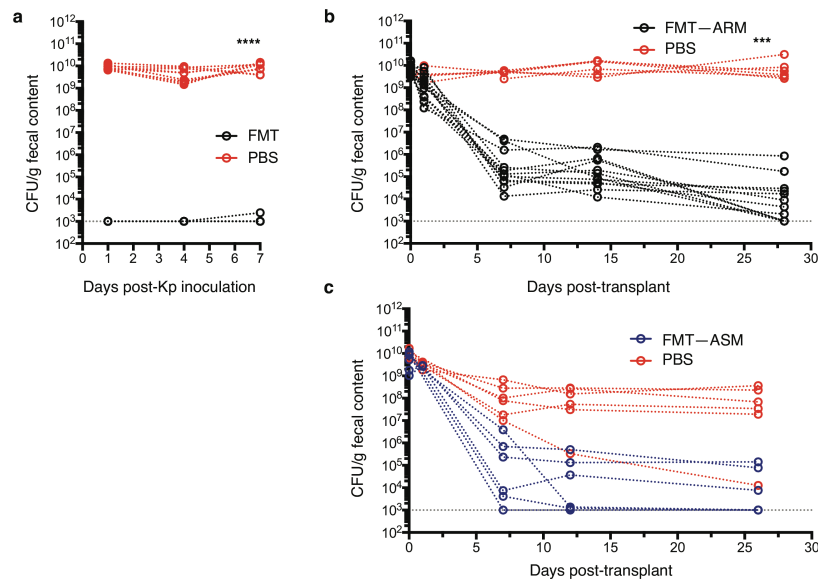 a
CFU/g fecal content
10¹²
10¹¹
10¹⁰
10⁹
10⁸
10⁷
10⁶
10⁵
10⁴
10³
10²
****
FMT
PBS
0 1 2 3 4 5 6 7
Days post-Kp inoculation
b
CFU/g fecal content
10¹²
10¹¹
10¹⁰
10⁹
10⁸
10⁷
10⁶
10⁵
10⁴
10³
10²
FMT—ARM
PBS
***
0 5 10 15 20 25 30
Days post-transplant
c
CFU/g fecal content
10¹²
10¹¹
10¹⁰
10⁹
10⁸
10⁷
10⁶
10⁵
10⁴
10³
10²
FMT—ASM
PBS
0 5 10 15 20 25 30
Days post-transplant